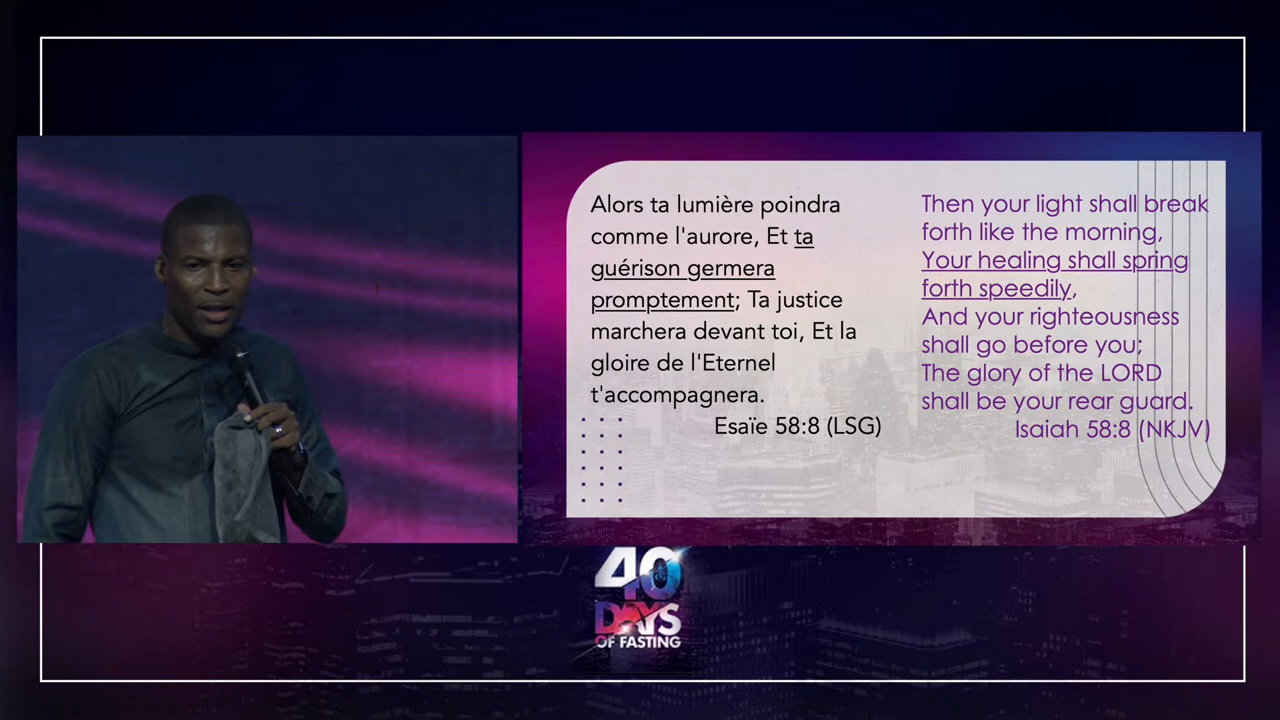 Alors ta lumière poindra
comme l'aurore, Et ta
guérison germera
promptement; Ta justice
marchera devant toi, Et la
gloire de l'Eternel
t'accompagnera.
Esaïe 58:8 (LSG)
Then your light shall break
forth like the morning,
Your healing shall spring
forth speedily,
And your righteousness
shall go before you;
The glory of the LORD
shall be your rear guard.
Isaiah 58:8 (NKJV)
40
DAYS
OF FASTING